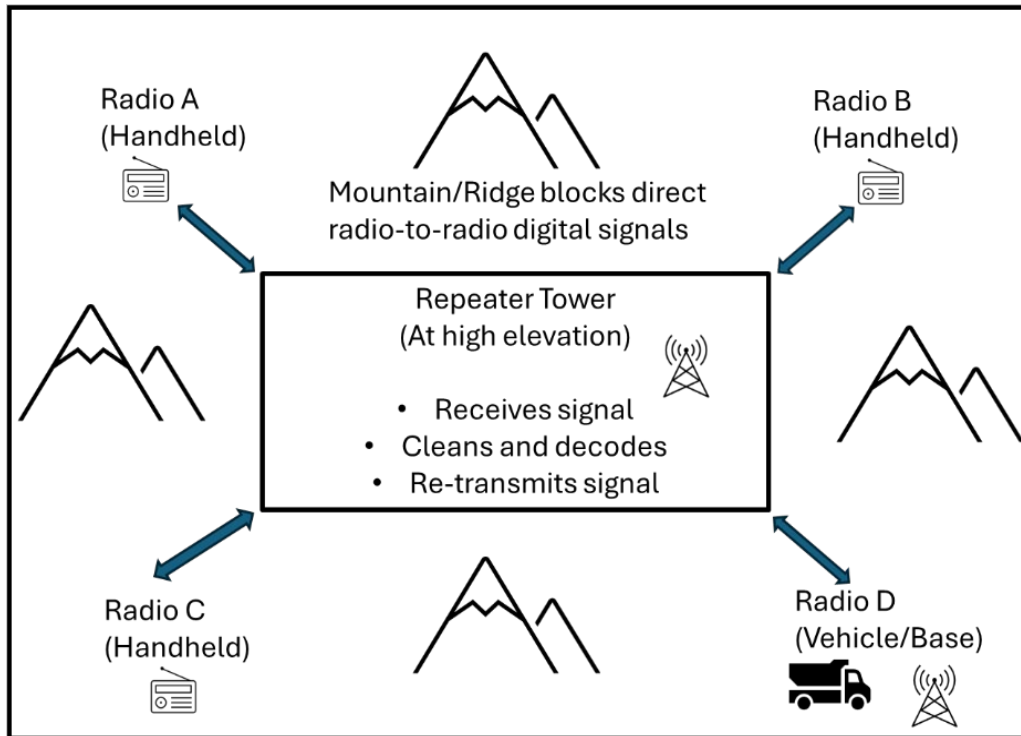 Radio A
(Handheld)
Radio B
(Handheld)
Mountain/Ridge blocks direct
radio-to-radio digital signals
Repeater Tower
(At high elevation)
• Receives signal
• Cleans and decodes
• Re-transmits signal
Radio C
(Handheld)
Radio D
(Vehicle/Base)